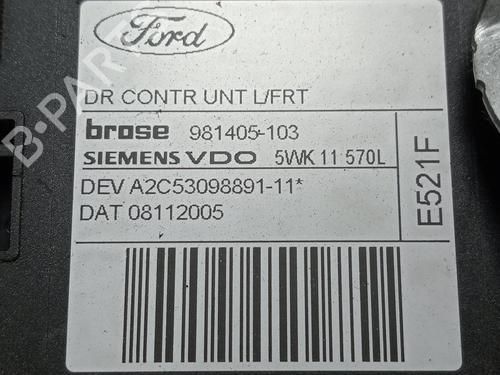 Ford
DR CONTR UNT L/FRT
brose 981405-103
SIEMENS VDO 5WK 11 570L
DEV A2C53098891-11*
DAT 08112005
E521F
B-PARTS